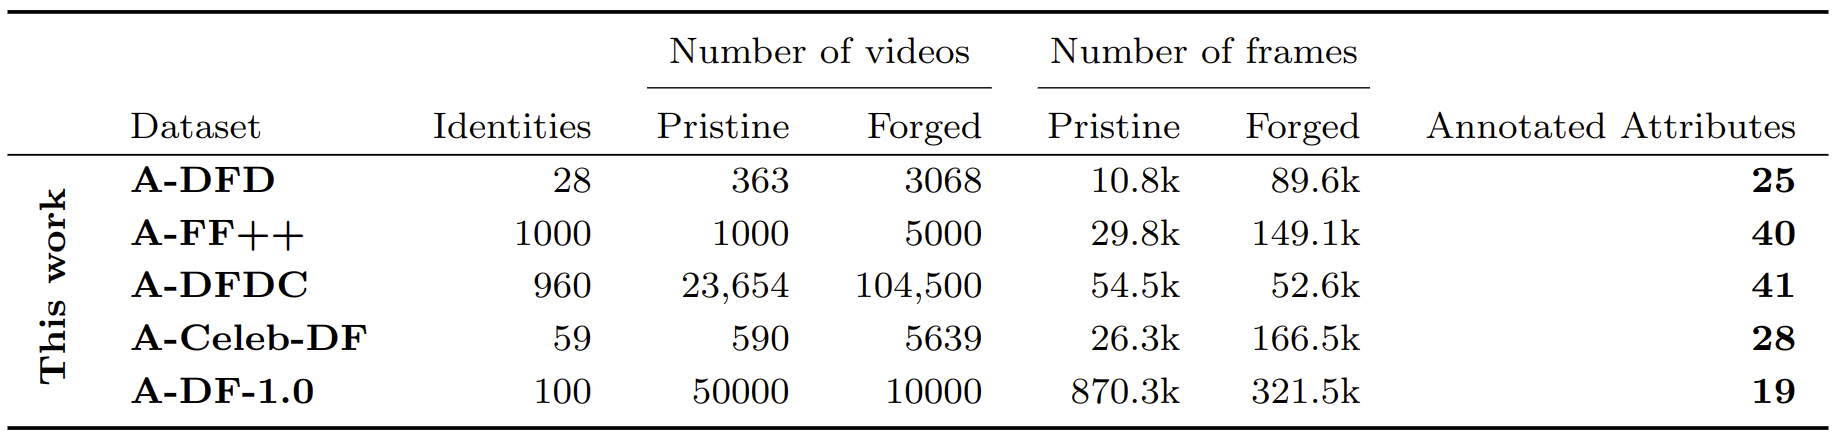 Number of videos Number of frames
Dataset Identities Pristine Forged Pristine Forged Annotated Attributes
This work
A-DFD 28 363 3068 10.8k 89.6k 25
A-FF++ 1000 1000 5000 29.8k 149.1k 40
A-DFDC 960 23,654 104,500 54.5k 52.6k 41
A-Celeb-DF 59 590 5639 26.3k 166.5k 28
A-DF-1.0 100 50000 10000 870.3k 321.5k 19